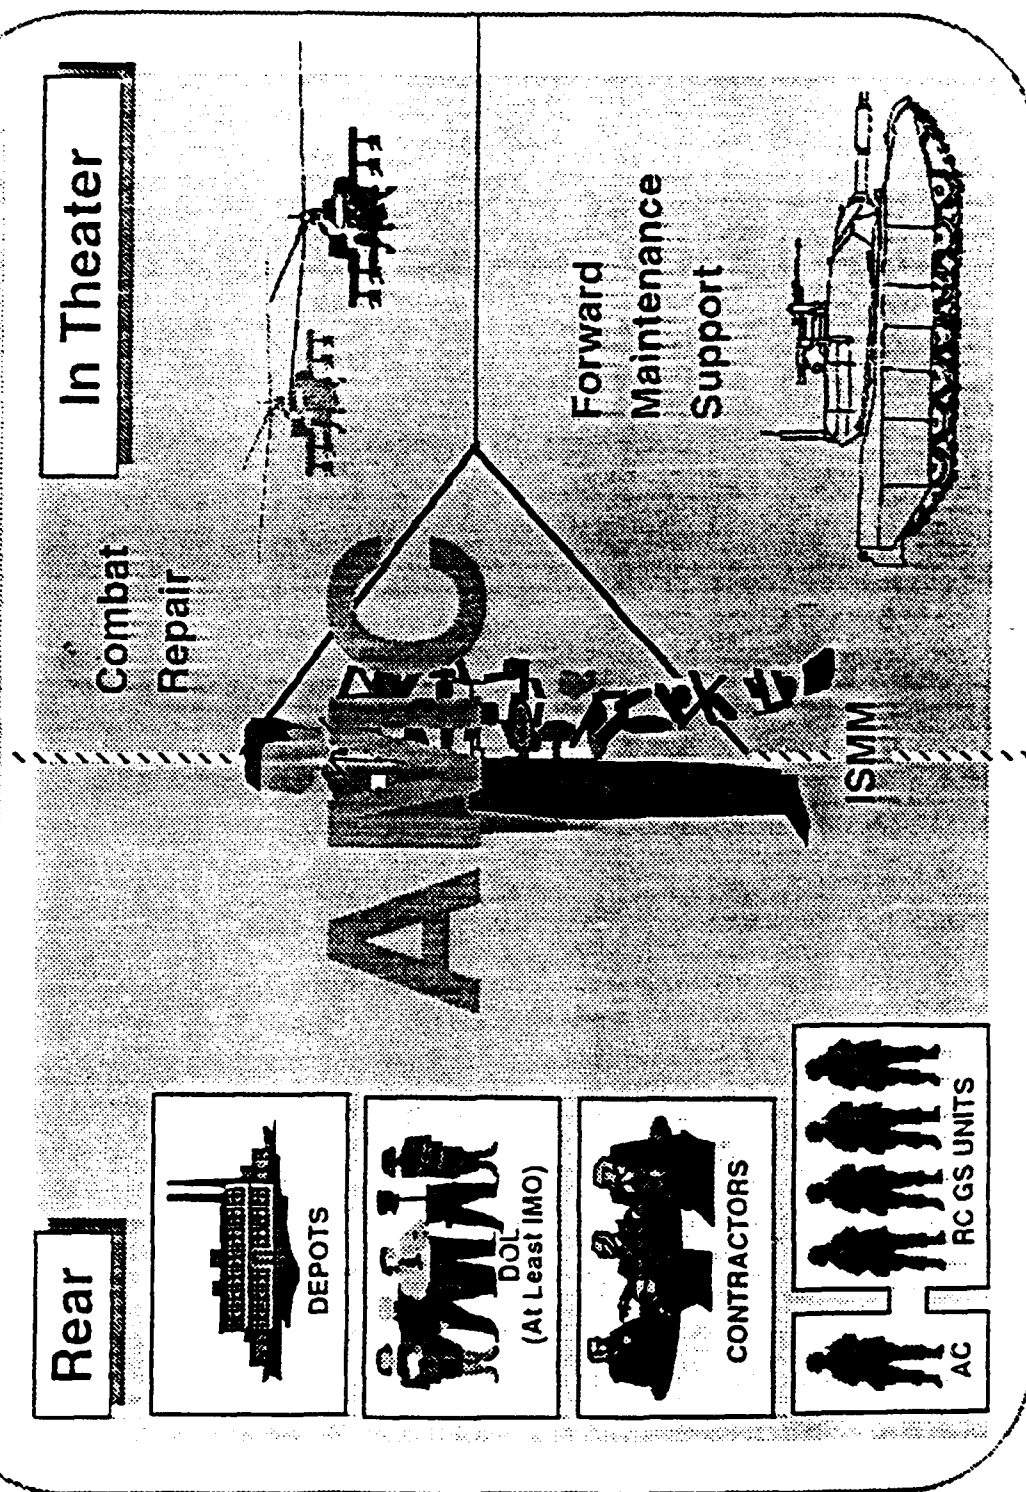 Rear
In Theater
Combat
Repair
DEPOTS
A C
DOL
(At Least IMO)
Forward
Maintenance
Support
CONTRACTORS
ISMM
AC
RC GS UNITS